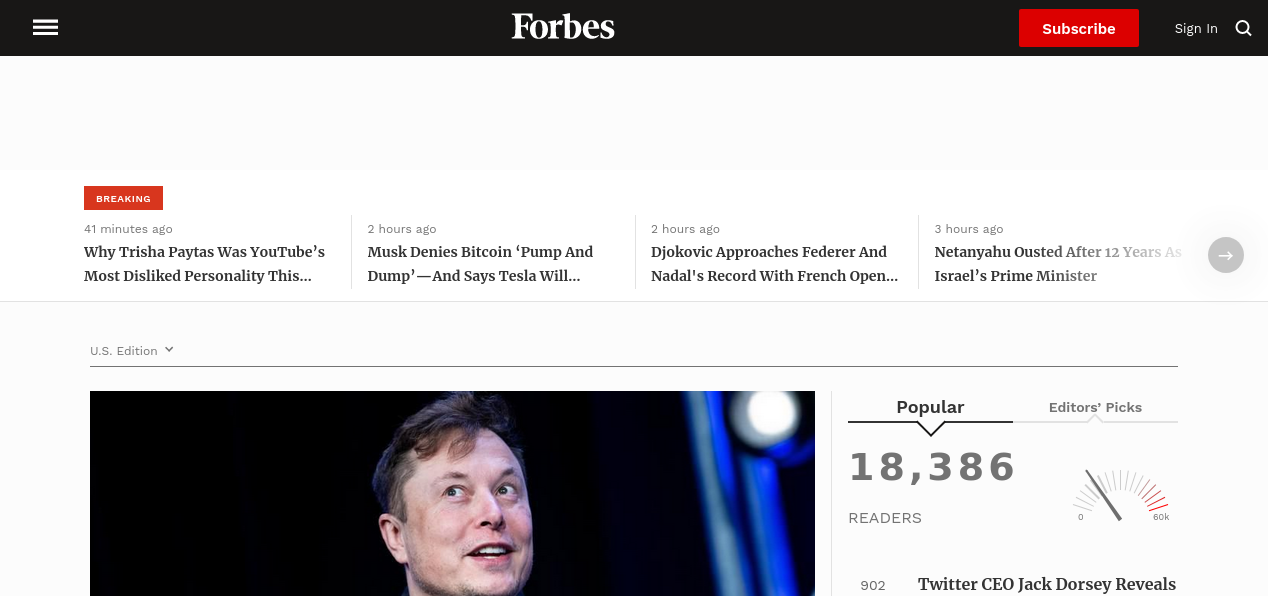 Forbes
Subscribe
Sign In
BREAKING
41 minutes ago
Why Trisha Paytas Was YouTube’s
Most Disliked Personality This...
2 hours ago
Musk Denies Bitcoin ‘Pump And
Dump’—And Says Tesla Will...
2 hours ago
Djokovic Approaches Federer And
Nadal's Record With French Open...
3 hours ago
Netanyahu Ousted After 12 Years As
Israel’s Prime Minister
U.S. Edition
Popular
Editors’ Picks
18,386
READERS
0
60k
902
Twitter CEO Jack Dorsey Reveals